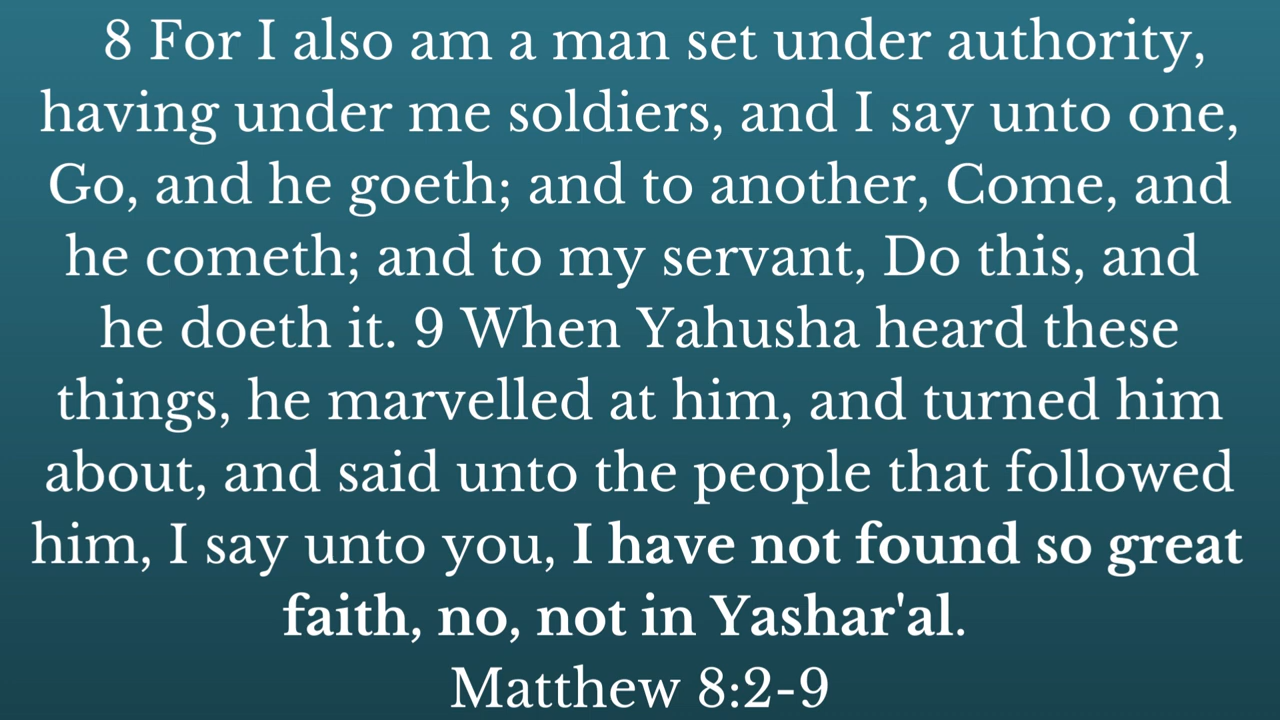 8 For I also am a man set under authority,
having under me soldiers, and I say unto one,
Go, and he goeth; and to another, Come, and
he cometh; and to my servant, Do this, and
he doeth it. 9 When Yahusha heard these
things, he marvelled at him, and turned him
about, and said unto the people that followed
him, I say unto you, I have not found so great
faith, no, not in Yashar'al.
Matthew 8:2-9